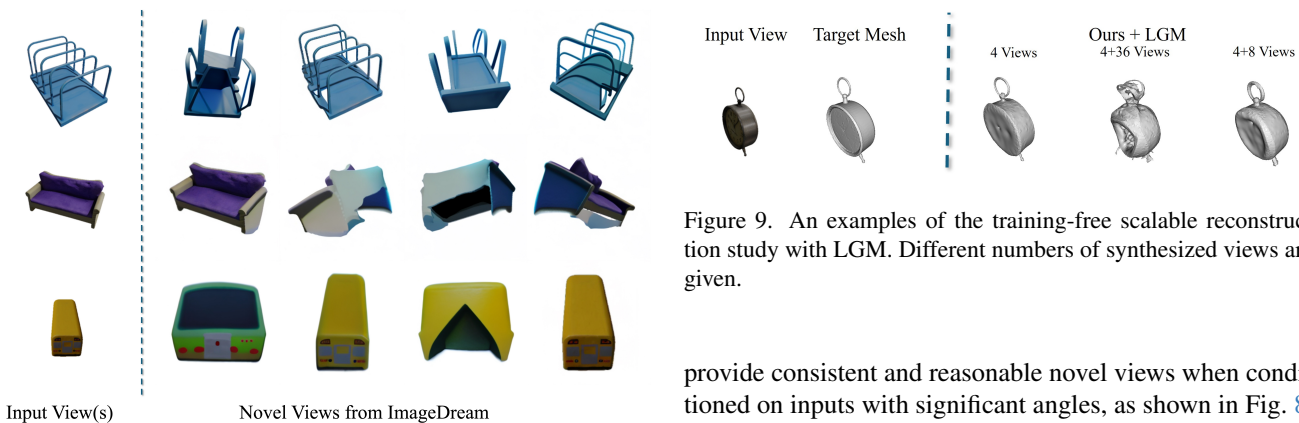 Input View(s)
Novel Views from ImageDream
Input View
Target Mesh
Ours + LGM
4 Views
4+36 Views
4+8 Views
Figure 9. An examples of the training-free scalable reconstruc
tion study with LGM. Different numbers of synthesized views ar
given.
provide consistent and reasonable novel views when condi
tioned on inputs with significant angles, as shown in Fig. 8